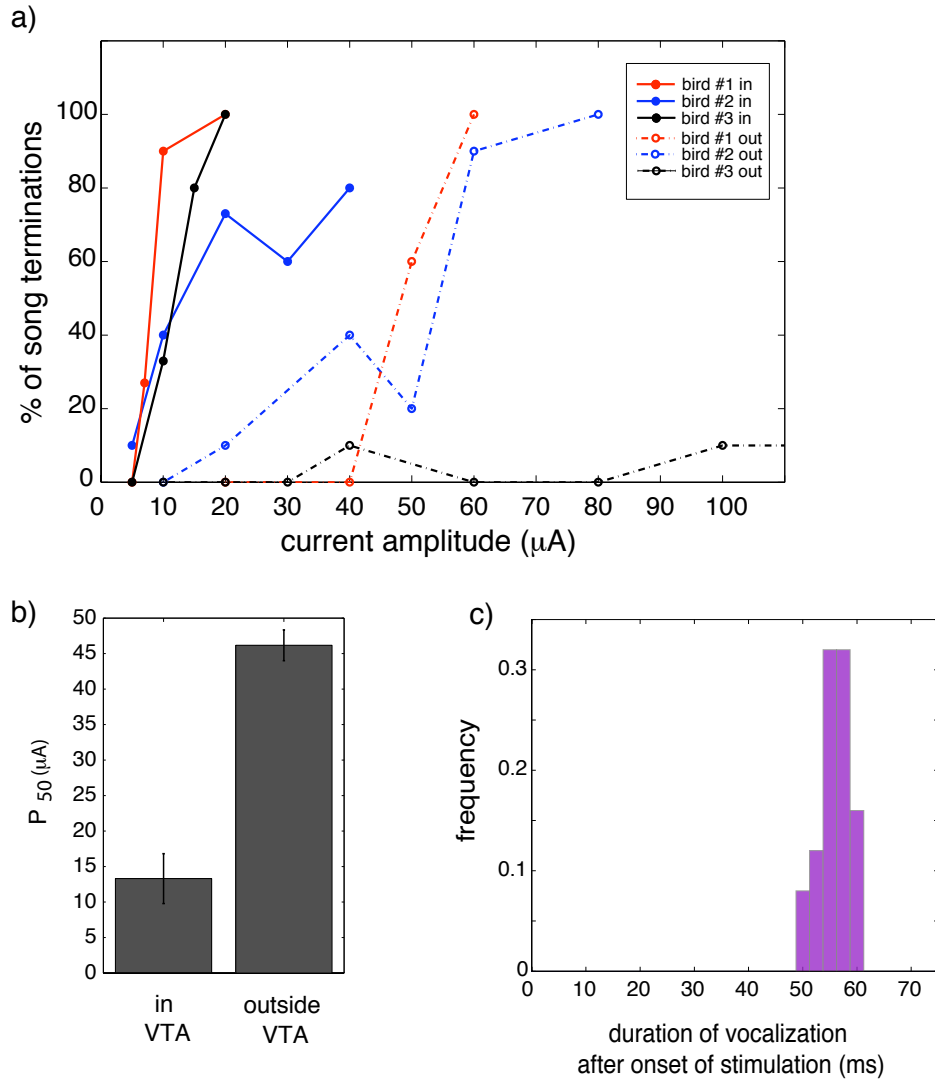 a)
% of song terminations
100
80
60
40
20
0
0 10 20 30 40 50 60 70 80 90 100
current amplitude (μA)
bird #1 in
bird #2 in
bird #3 in
bird #1 out
bird #2 out
bird #3 out
b)
P 50 (μA)
50
45
40
35
30
25
20
15
10
5
0
in
VTA
outside
VTA
c)
frequency
0.3
0.2
0.1
0
0 10 20 30 40 50 60 70
duration of vocalization
after onset of stimulation (ms)